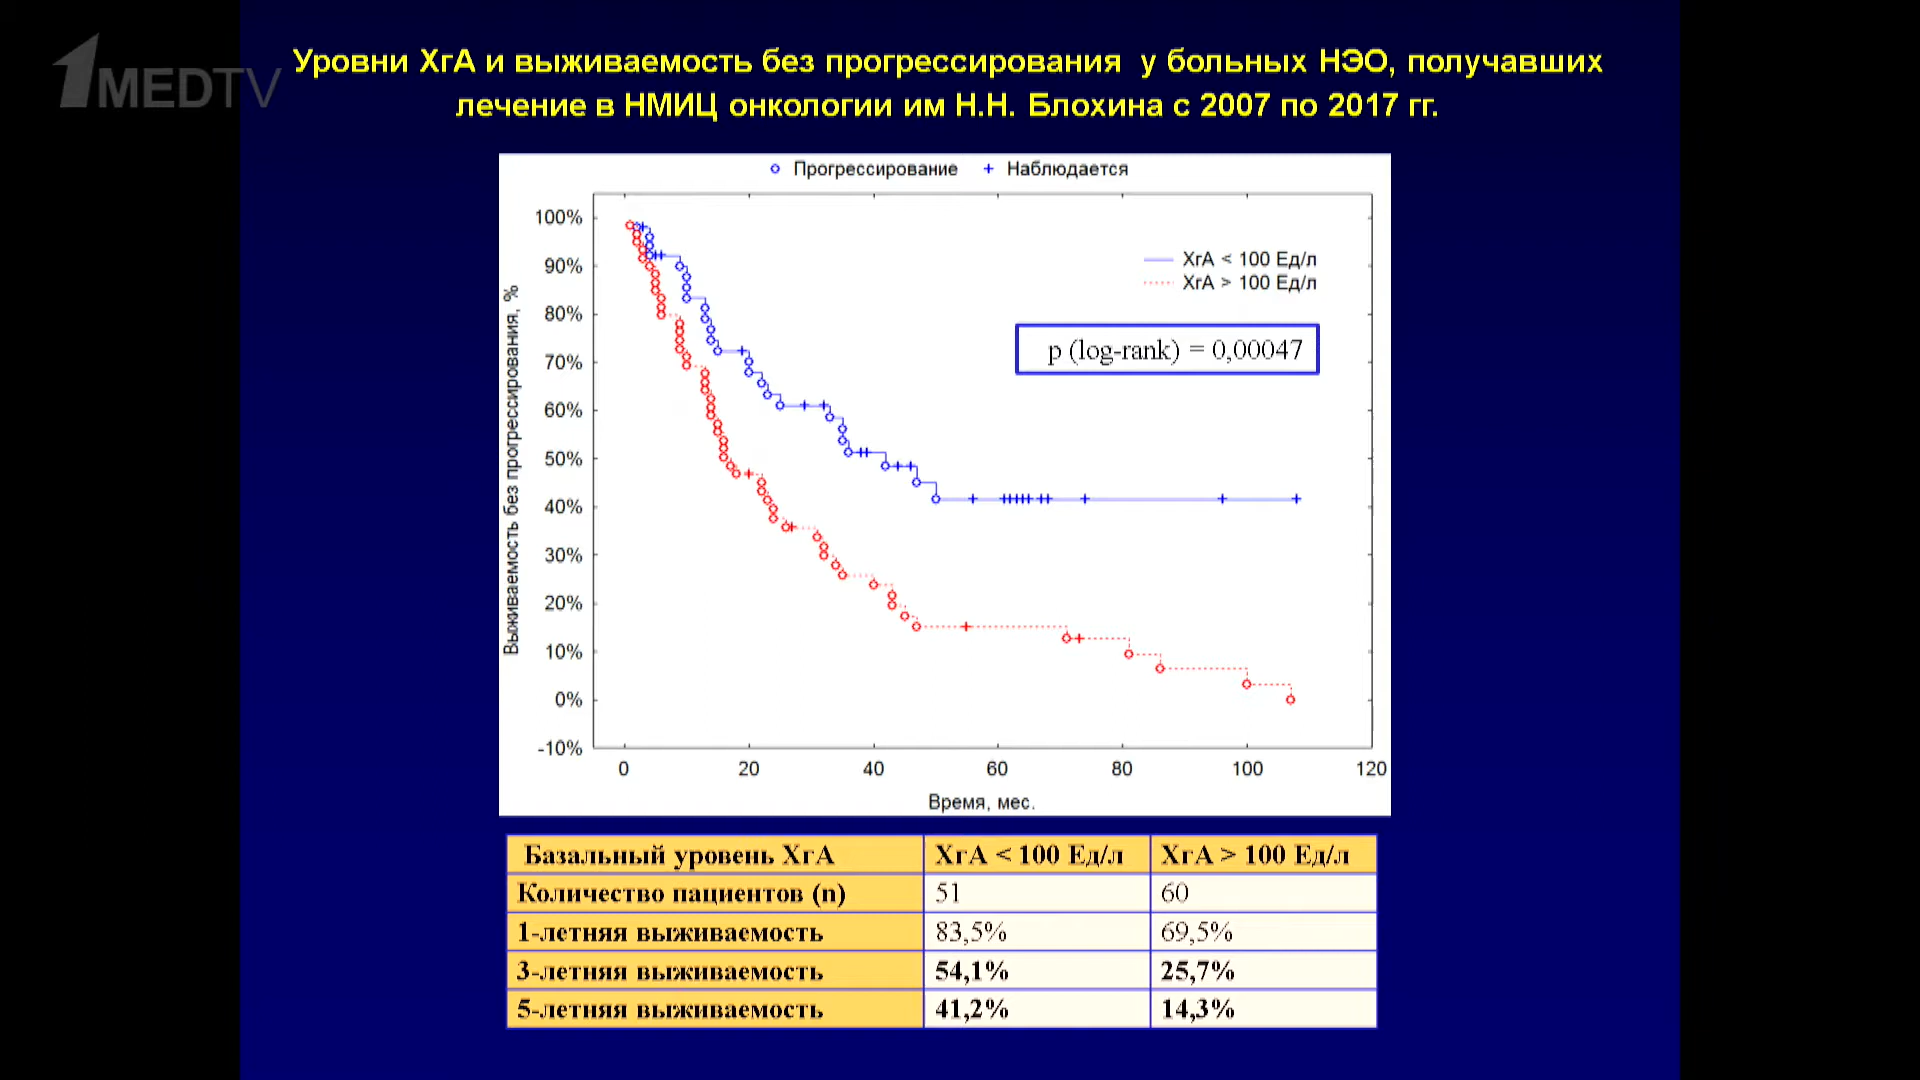 1MEDTV
Уровни ХгА и выживаемость без прогрессирования у больных НЭО, получавших
лечение в НМИЦ онкологии им Н.Н. Блохина с 2007 по 2017 гг.
Прогрессирование Наблюдается
100%
90%
80%
70%
60%
50%
40%
30%
20%
10%
0%
-10%
Выживаемость без прогрессирования, %
ХгА < 100 Ед/л
ХгА > 100 Ед/л
p (log-rank) = 0,00047
0 20 40 60 80 100 120
Время, мес.
Базальный уровень ХгА ХгА < 100 Ед/л ХгА > 100 Ед/л
Количество пациентов (n) 51 60
1-летняя выживаемость 83,5% 69,5%
3-летняя выживаемость 54,1% 25,7%
5-летняя выживаемость 41,2% 14,3%